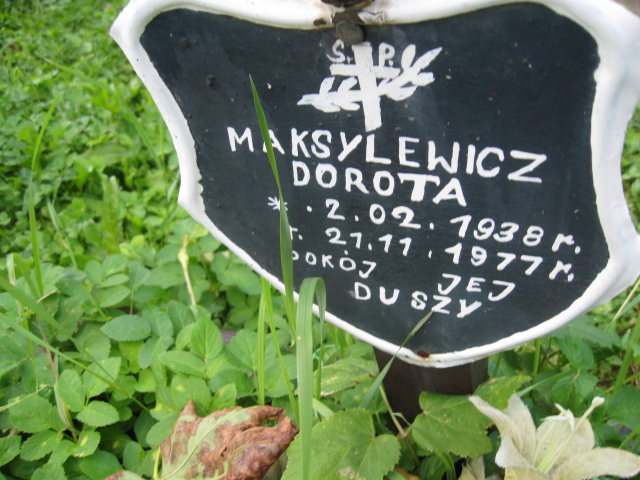 Ś. P.
MAKSYLEWICZ
DOROTA
* . 2.02.1938 r.
T. 21.11.1977 r.
POKÓJ JEJ
DUSZY